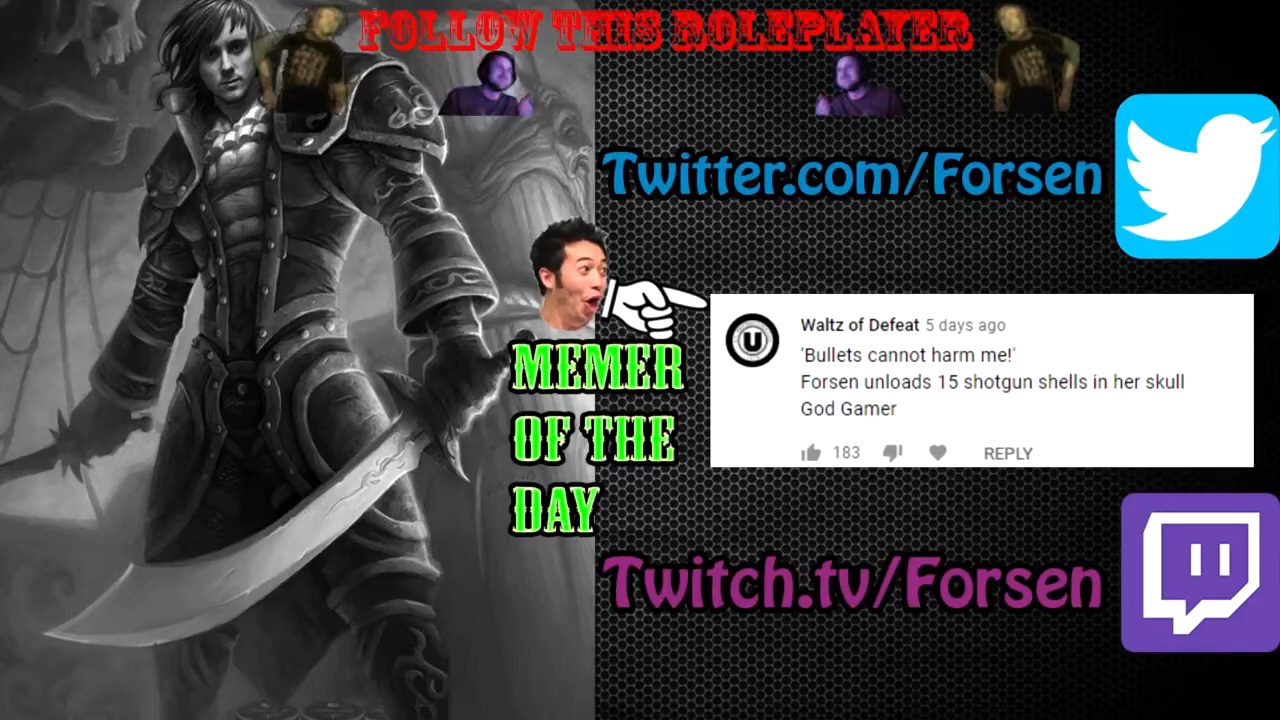 FOLLOW THIS ROLEPLAYER
Twitter.com/Forsen
Waltz of Defeat 5 days ago
'Bullets cannot harm me!'
Forsen unloads 15 shotgun shells in her skull
God Gamer
183 REPLY
MEMER
OF THE
DAY
Twitch.tv/Forsen